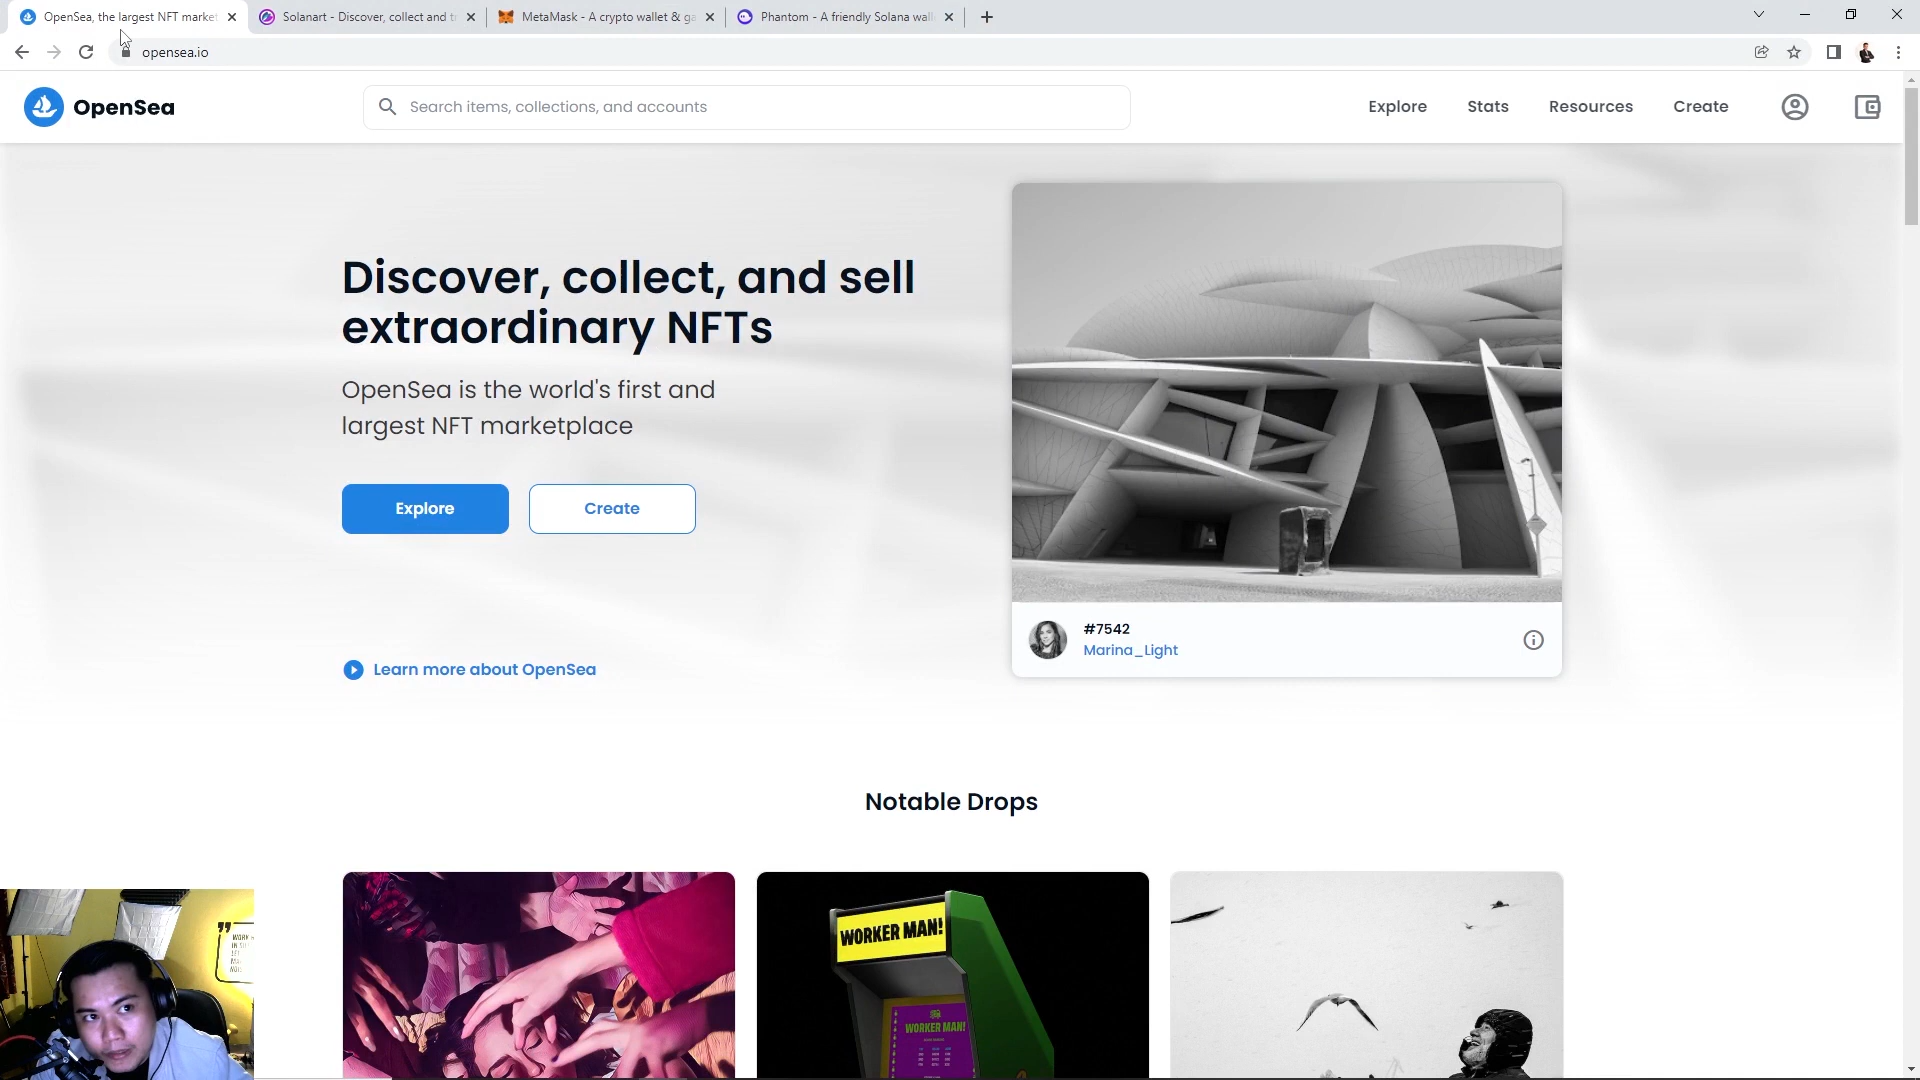 OpenSea, the largest NFT market
Solanart - Discover, collect and tr
MetaMask - A crypto wallet & ga
Phantom - A friendly Solana wall
opensea.io
OpenSea
Search items, collections, and accounts
Explore
Stats
Resources
Create
Discover, collect, and sell
extraordinary NFTs
OpenSea is the world's first and
largest NFT marketplace
Explore
Create
Learn more about OpenSea
#7542
Marina_Light
Notable Drops
WORKER MAN!
WORKER MAN!